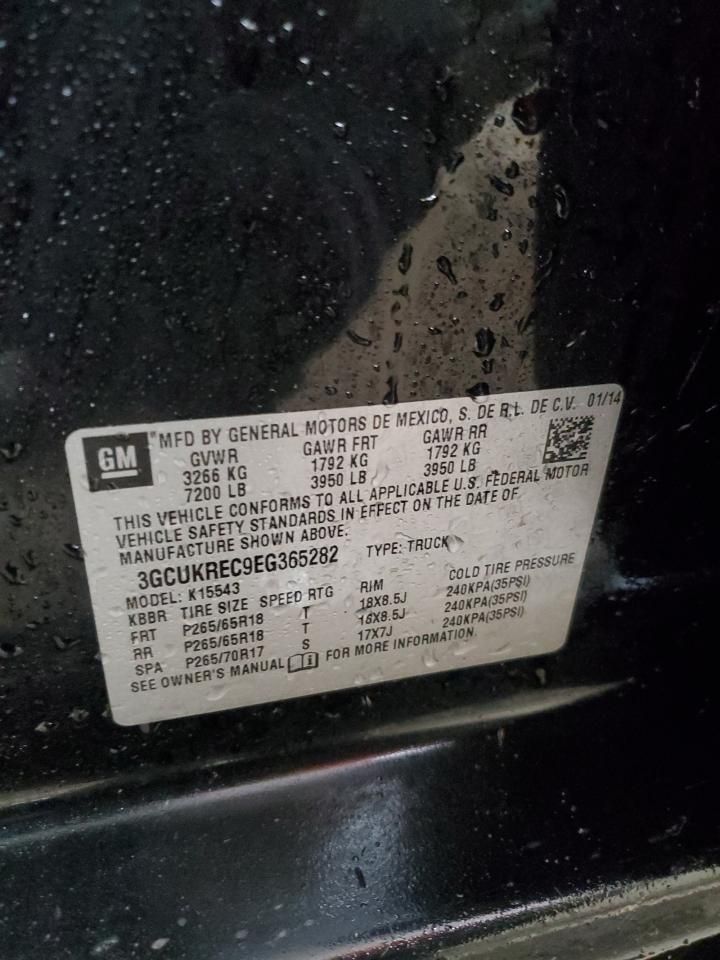 GM
MFD BY GENERAL MOTORS DE MEXICO, S. DE R.L. DE C.V. 01/14
GVWR GAWR FRT GAWR RR
3266 KG 1792 KG 1792 KG
7200 LB 3950 LB 3950 LB
THIS VEHICLE CONFORMS TO ALL APPLICABLE U.S. FEDERAL MOTOR
VEHICLE SAFETY STANDARDS IN EFFECT ON THE DATE OF
MANUFACTURE SHOWN ABOVE.
3GCUKREC9EG365282 TYPE: TRUCK
MODEL: K15543
KBBR TIRE SIZE SPEED RTG RIM COLD TIRE PRESSURE
FRT P265/65R18 T 18X8.5J 240KPA(35PSI)
RR P265/65R18 T 18X8.5J 240KPA(35PSI)
SPA P265/70R17 S 17X7J 240KPA(35PSI)
SEE OWNER'S MANUAL FOR MORE INFORMATION.